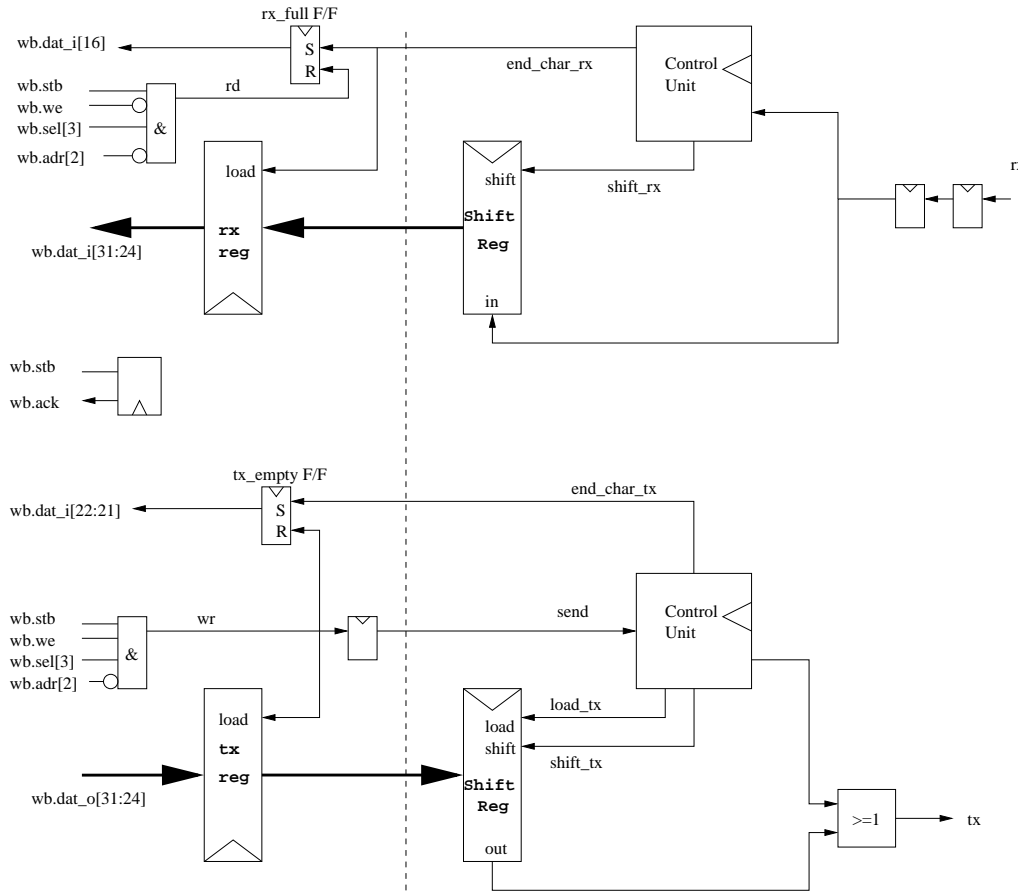 rx_full F/F
wb.dat_i[16]
S
R
end_char_rx
Control
Unit
wb.stb
wb.we
wb.sel[3]
wb.adr[2]
&
rd
load
shift
shift_rx
rx
reg
Shift
Reg
wb.dat_i[31:24]
in
wb.stb
wb.ack
tx_empty F/F
end_char_tx
wb.dat_i[22:21]
S
R
wb.stb
wb.we
wb.sel[3]
wb.adr[2]
&
wr
send
Control
Unit
load
tx
reg
load
shift
load_tx
shift_tx
Shift
Reg
wb.dat_o[31:24]
out
>=1
tx